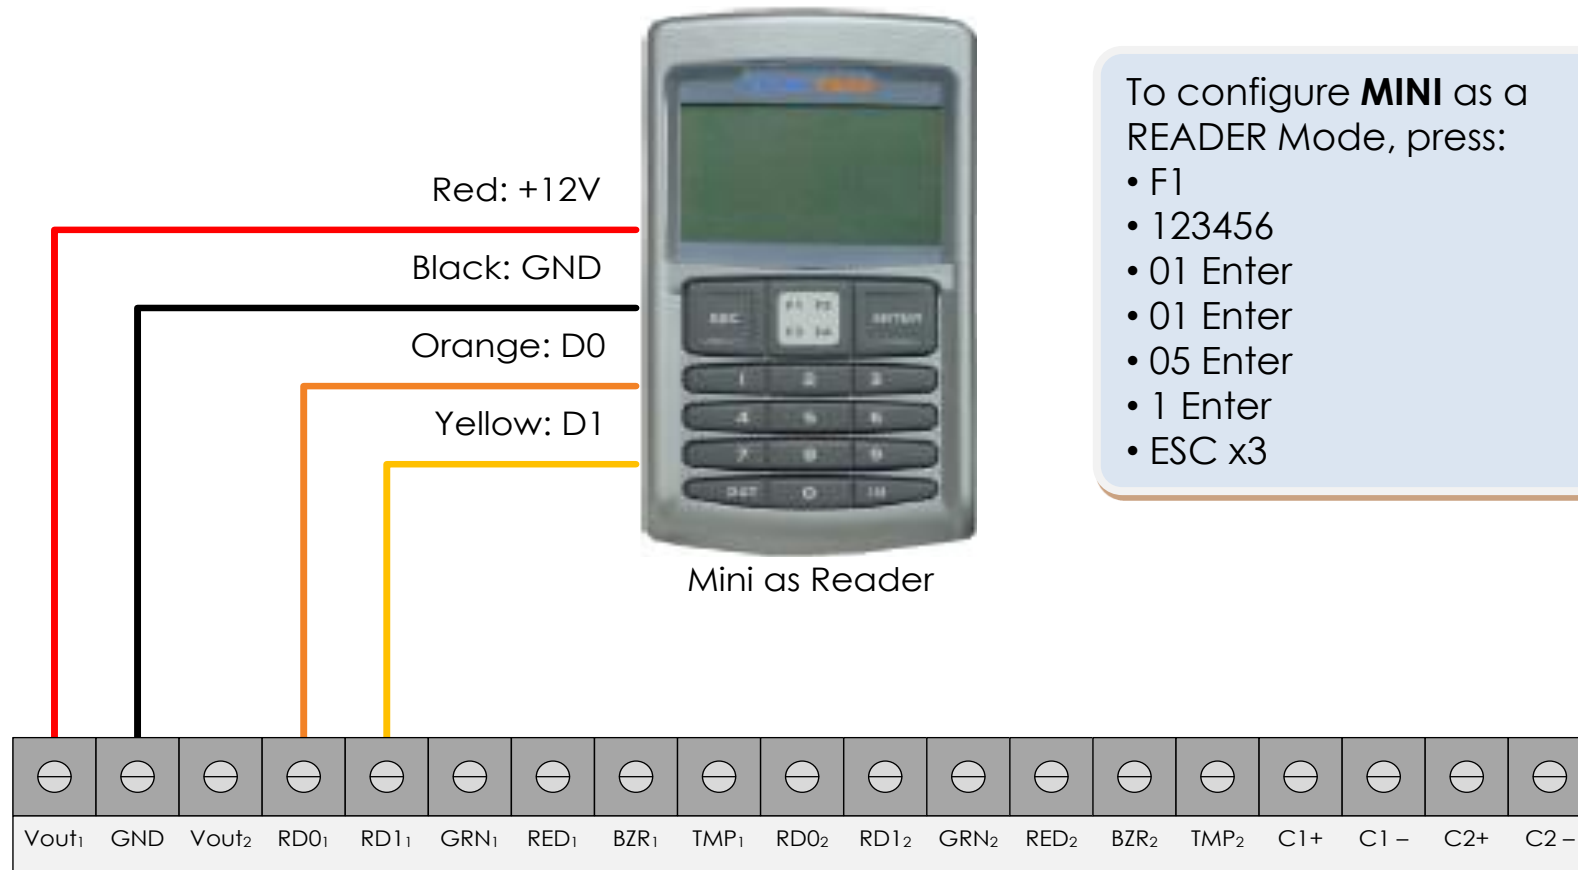 To configure MINI as a
READER Mode, press:
• F1
• 123456
• 01 Enter
• 01 Enter
• 05 Enter
• 1 Enter
• ESC x3
Red: +12V
Black: GND
Orange: D0
Yellow: D1
ESC
F1 F2
F3 F4
ENTER
1 2 3
4 5 6
7 8 9
0
Mini as Reader
Vout₁ GND Vout₂ RD0₁ RD1₁ GRN₁ RED₁ BZR₁ TMP₁ RD0₂ RD1₂ GRN₂ RED₂ BZR₂ TMP₂ C1+ C1 – C2+ C2 –